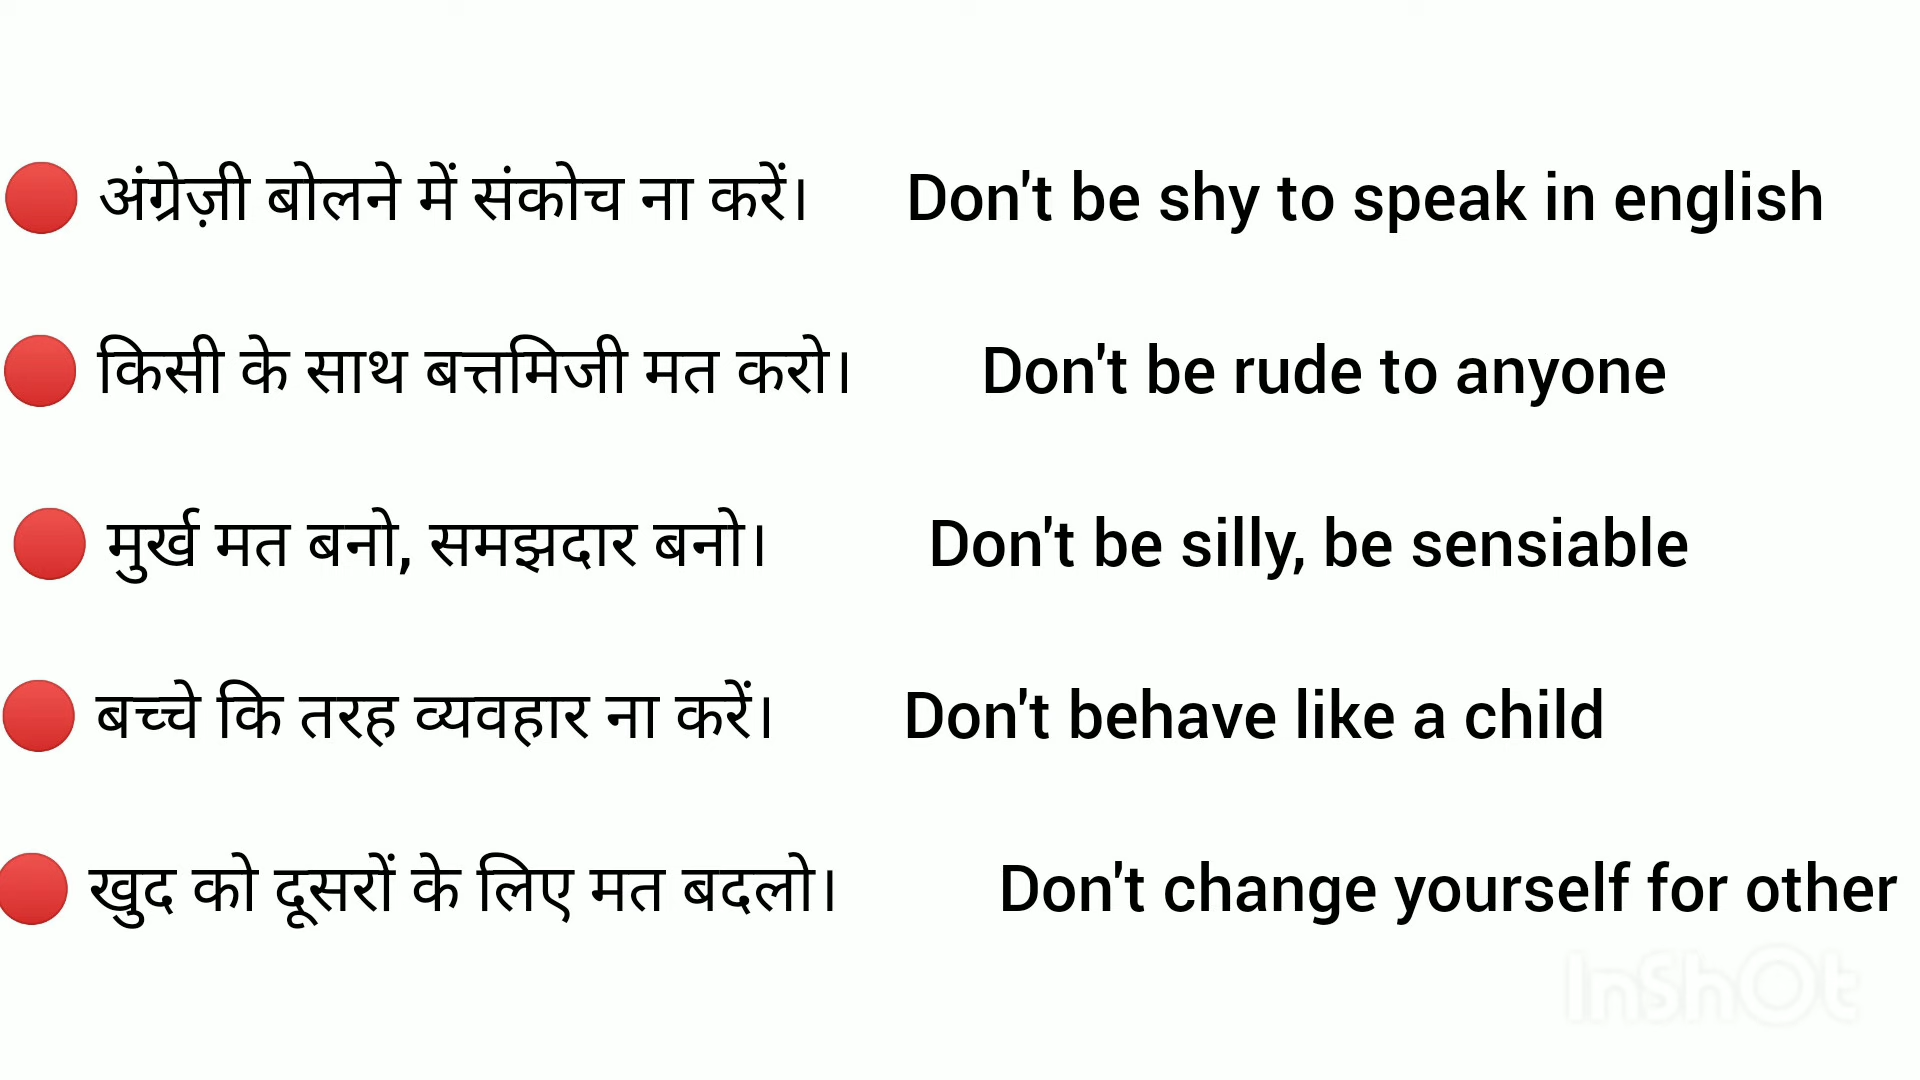 अंग्रेज़ी बोलने में संकोच ना करें। Don't be shy to speak in english
किसी के साथ बत्तमिजी मत करो। Don't be rude to anyone
मुर्ख मत बनो, समझदार बनो। Don't be silly, be sensiable
बच्चे कि तरह व्यवहार ना करें। Don't behave like a child
खुद को दूसरों के लिए मत बदलो। Don't change yourself for other
InShOt